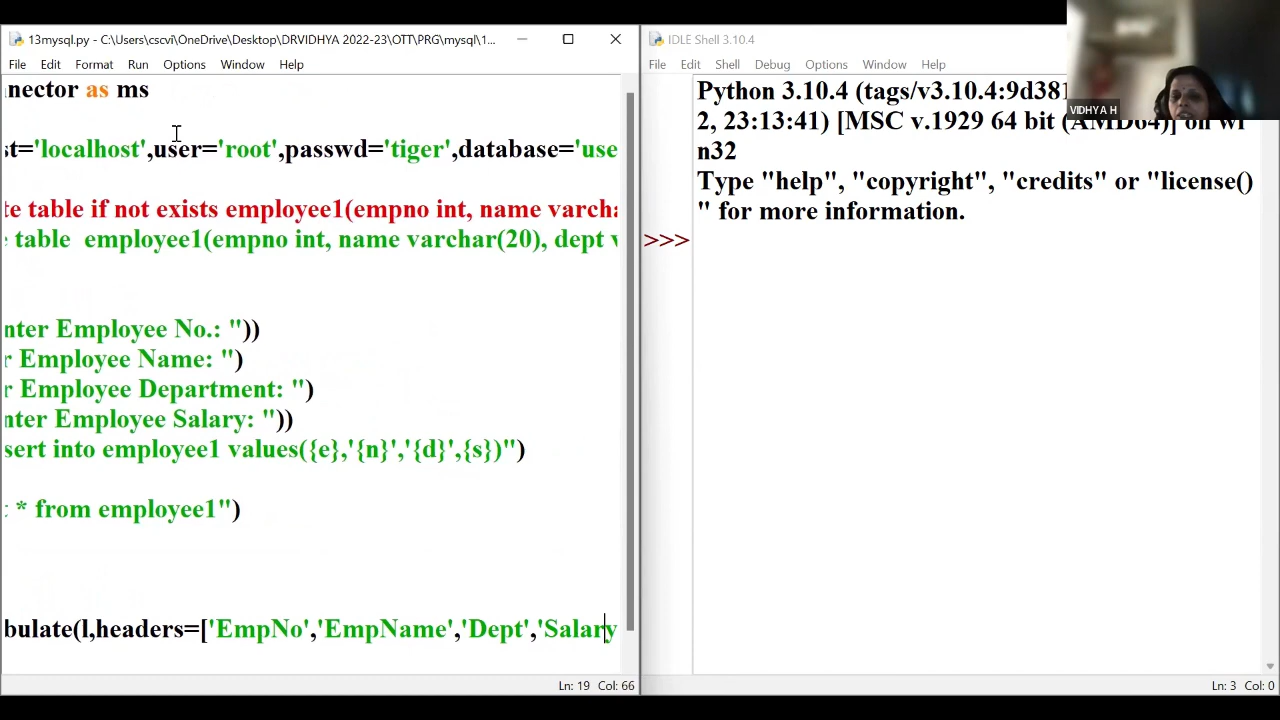 13mysql.py - C:\Users\cscvi\OneDrive\Desktop\DRVIDHYA 2022-23\OTT\PRG\mysql\1...
File Edit Format Run Options Window Help
nnector as ms
st='localhost',user='root',passwd='tiger',database='use
te table if not exists employee1(empno int, name varcha
e table  employee1(empno int, name varchar(20), dept v
nter Employee No.: "))
r Employee Name: ")
r Employee Department: ")
nter Employee Salary: "))
sert into employee1 values({e},'{n}','{d}',{s})")
t * from employee1")
bulate(l,headers=['EmpNo','EmpName','Dept','Salary
Ln: 19 Col: 66
IDLE Shell 3.10.4
File Edit Shell Debug Options Window Help
Python 3.10.4 (tags/v3.10.4:9d381
2, 23:13:41) [MSC v.1929 64 bit (AMD64)] on wi
n32
Type "help", "copyright", "credits" or "license()
" for more information.
>>>
Ln: 3 Col: 0
VIDHYA H